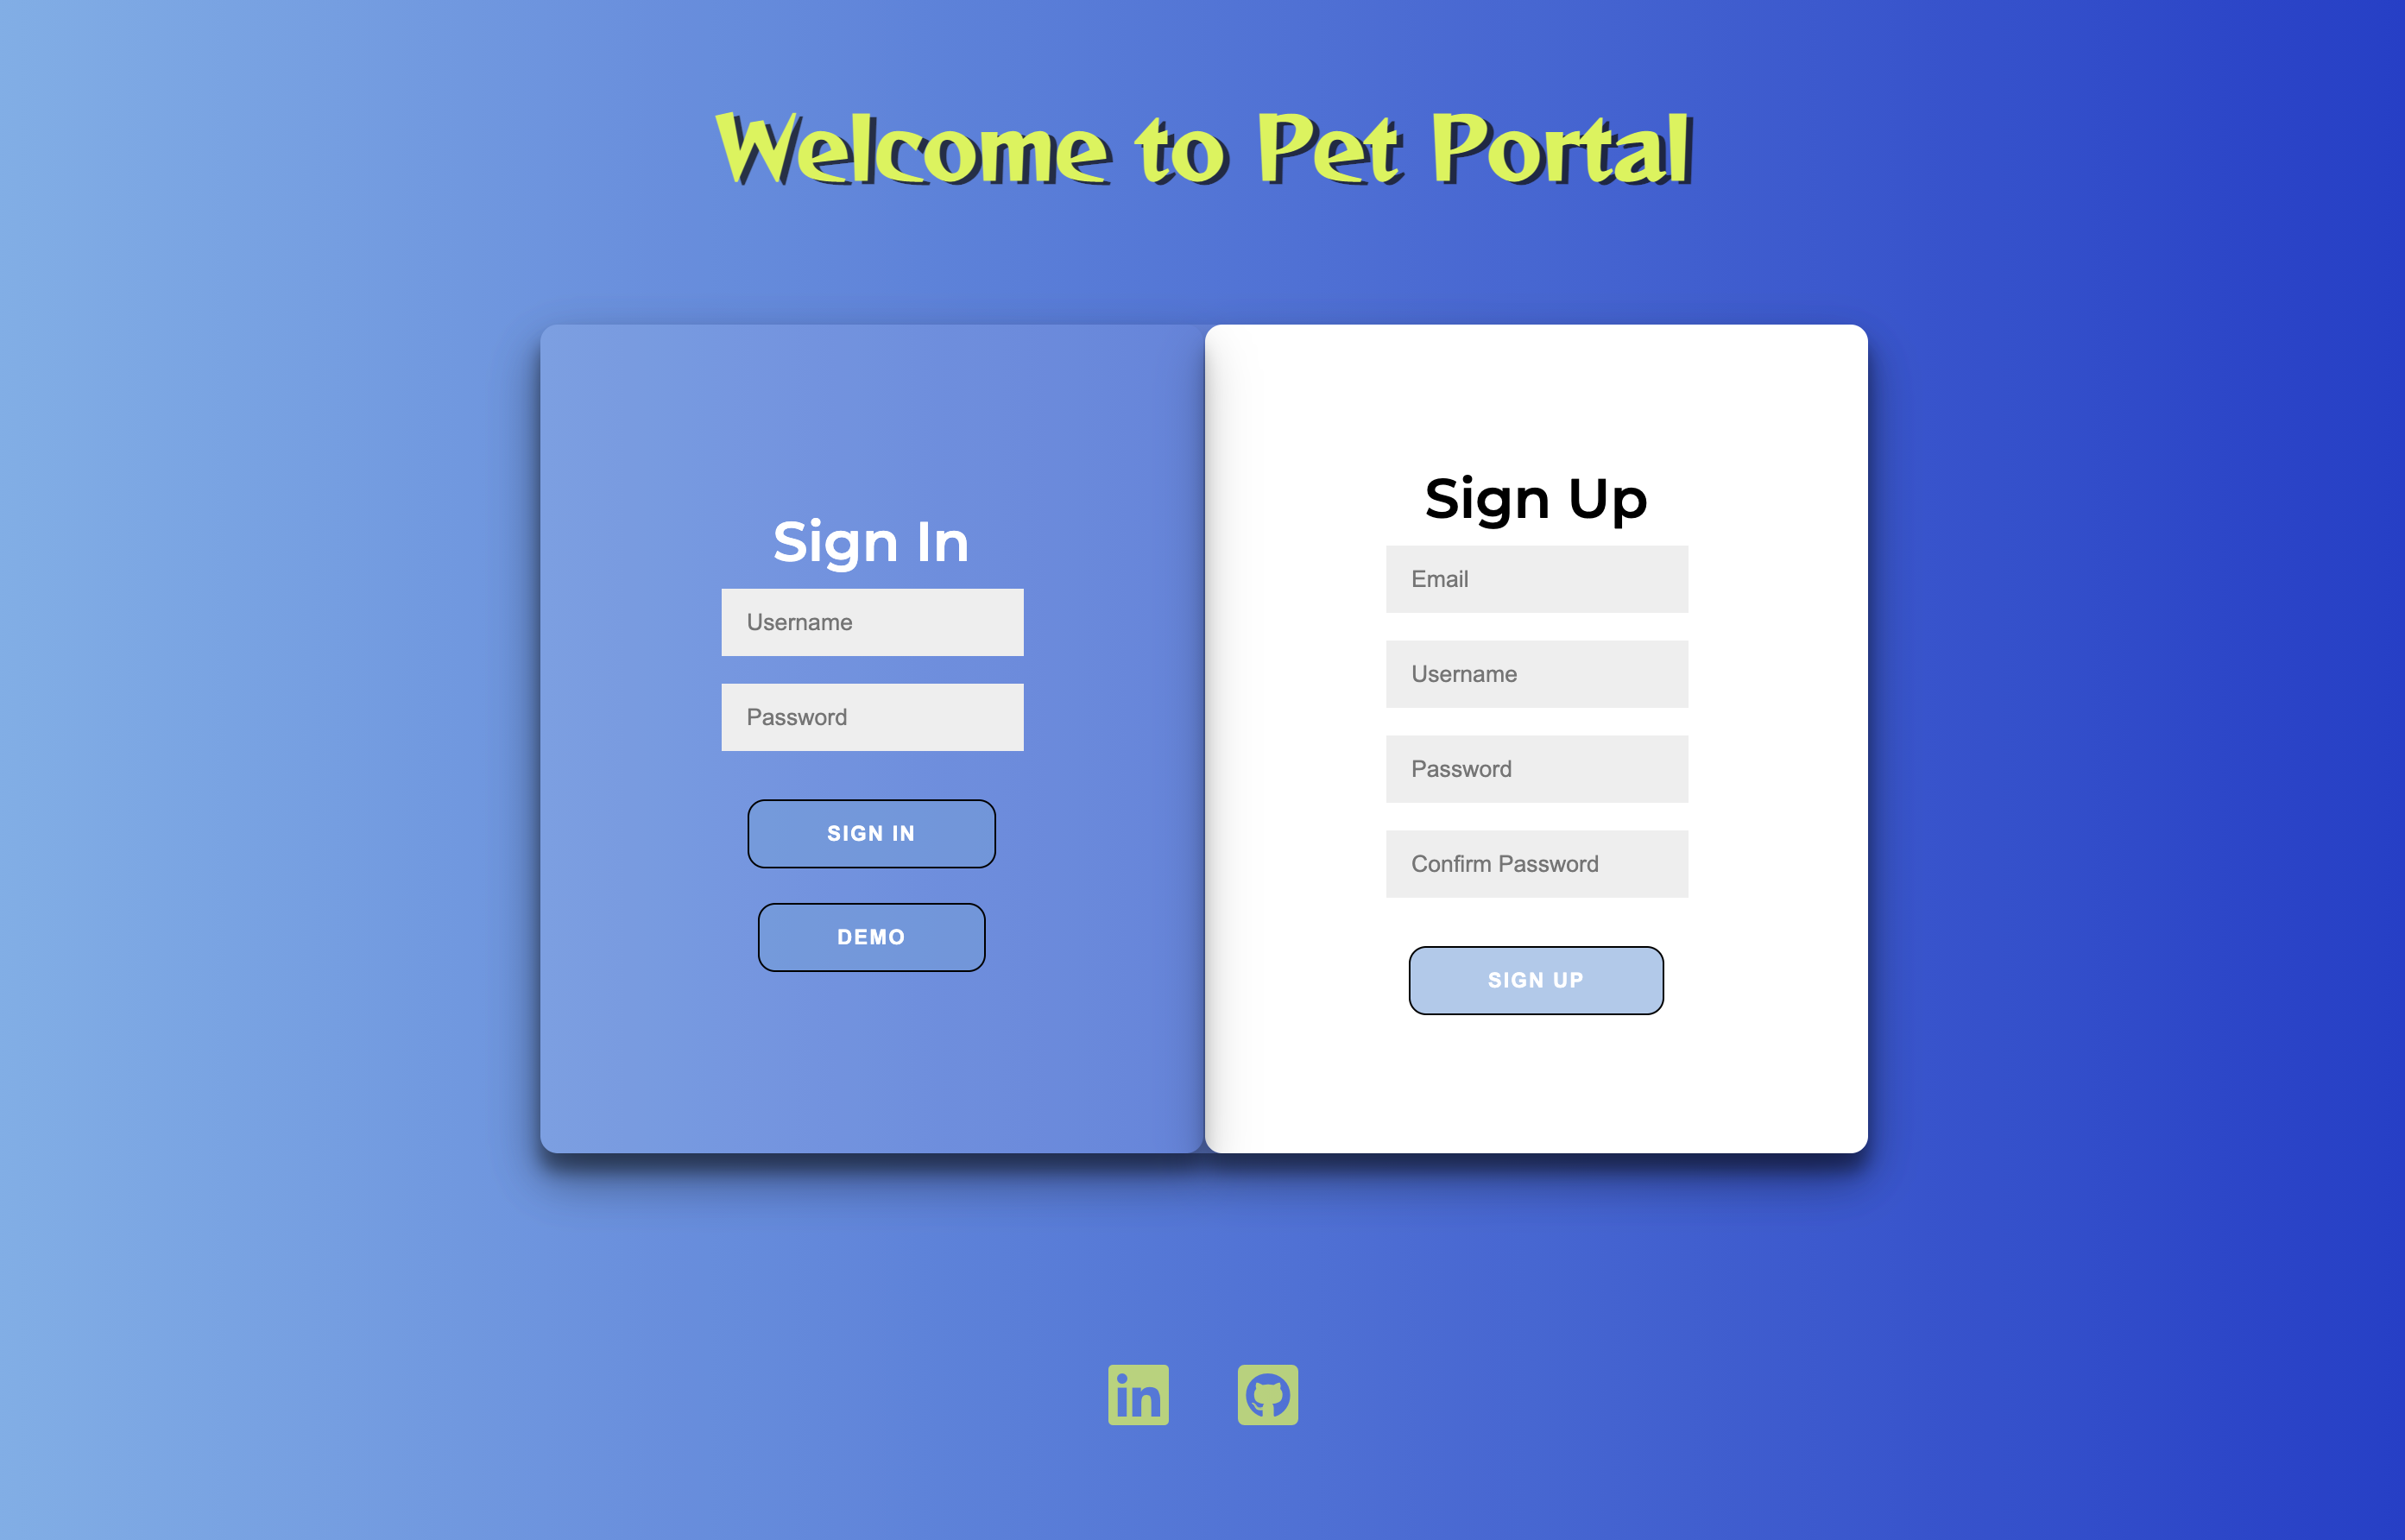 Welcome to Pet Portal
Sign In
Username
Password
SIGN IN
DEMO
Sign Up
Email
Username
Password
Confirm Password
SIGN UP
in